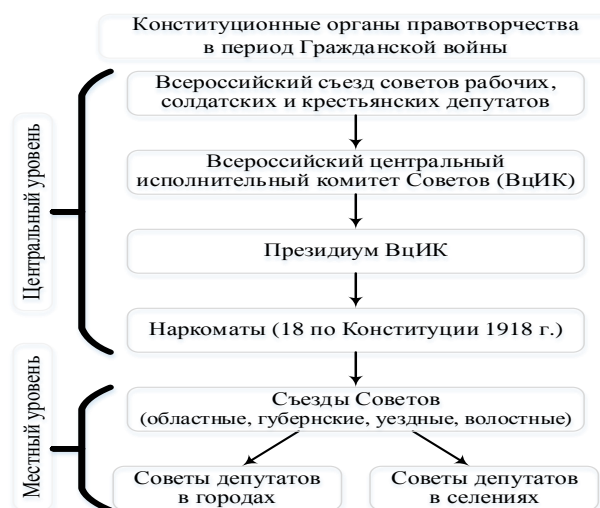 Конституционные органы правотворчества
в период Гражданской войны
Центральный уровень
Всероссийский съезд советов рабочих,
солдатских и крестьянских депутатов
Всероссийский центральный
исполнительный комитет Советов (ВцИК)
Президиум ВцИК
Наркоматы (18 по Конституции 1918 г.)
Местный уровень
Съезды Советов
(областные, губернские, уездные, волостные)
Советы депутатов
в городах
Советы депутатов
в селениях